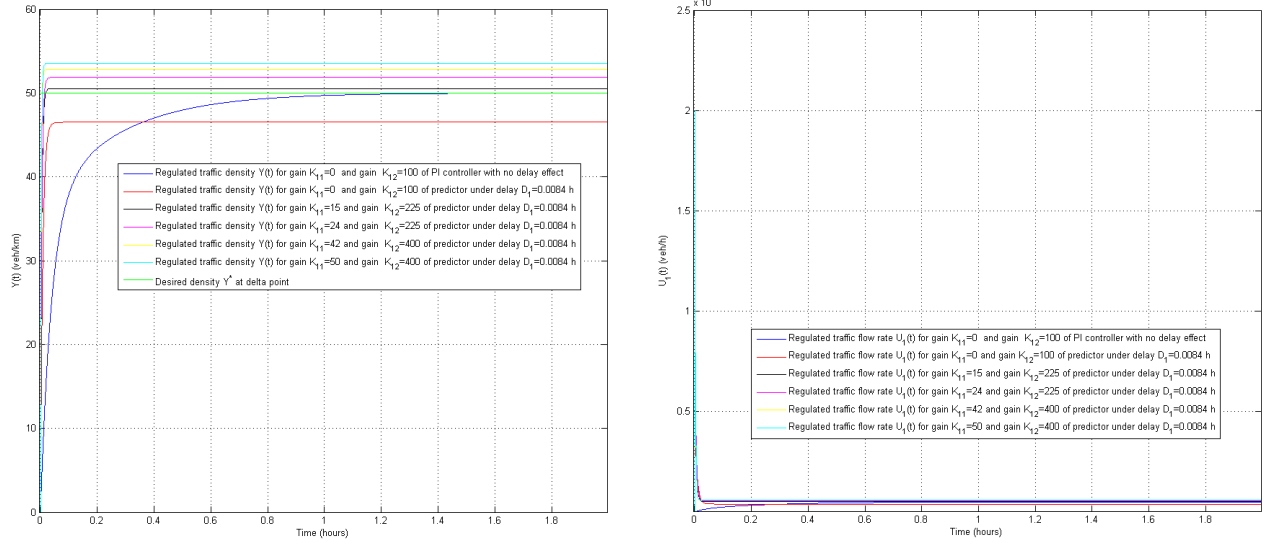 60
50
40
30
20
10
0
Y(t) (veh/km)
Regulated traffic density Y(t) for gain K11=0 and gain K12=100 of PI controller with no delay effect
Regulated traffic density Y(t) for gain K11=0 and gain K12=100 of predictor under delay D1=0.0084 h
Regulated traffic density Y(t) for gain K11=15 and gain K12=225 of predictor under delay D1=0.0084 h
Regulated traffic density Y(t) for gain K11=24 and gain K12=225 of predictor under delay D1=0.0084 h
Regulated traffic density Y(t) for gain K11=42 and gain K12=400 of predictor under delay D1=0.0084 h
Regulated traffic density Y(t) for gain K11=50 and gain K12=400 of predictor under delay D1=0.0084 h
Desired density Y* at delta point
0 0.2 0.4 0.6 0.8 1 1.2 1.4 1.6 1.8
Time (hours)
2.5
2
1.5
1
0.5
U1(t) (veh/h)
Regulated traffic flow rate U1(t) for gain K11=0 and gain K12=100 of PI controller with no delay effect
Regulated traffic flow rate U1(t) for gain K11=0 and gain K12=100 of predictor under delay D1=0.0084 h
Regulated traffic flow rate U1(t) for gain K11=15 and gain K12=225 of predictor under delay D1=0.0084 h
Regulated traffic flow rate U1(t) for gain K11=24 and gain K12=225 of predictor under delay D1=0.0084 h
Regulated traffic flow rate U1(t) for gain K11=42 and gain K12=400 of predictor under delay D1=0.0084 h
Regulated traffic flow rate U1(t) for gain K11=50 and gain K12=400 of predictor under delay D1=0.0084 h
0 0.2 0.4 0.6 0.8 1 1.2 1.4 1.6 1.8
Time (hours)